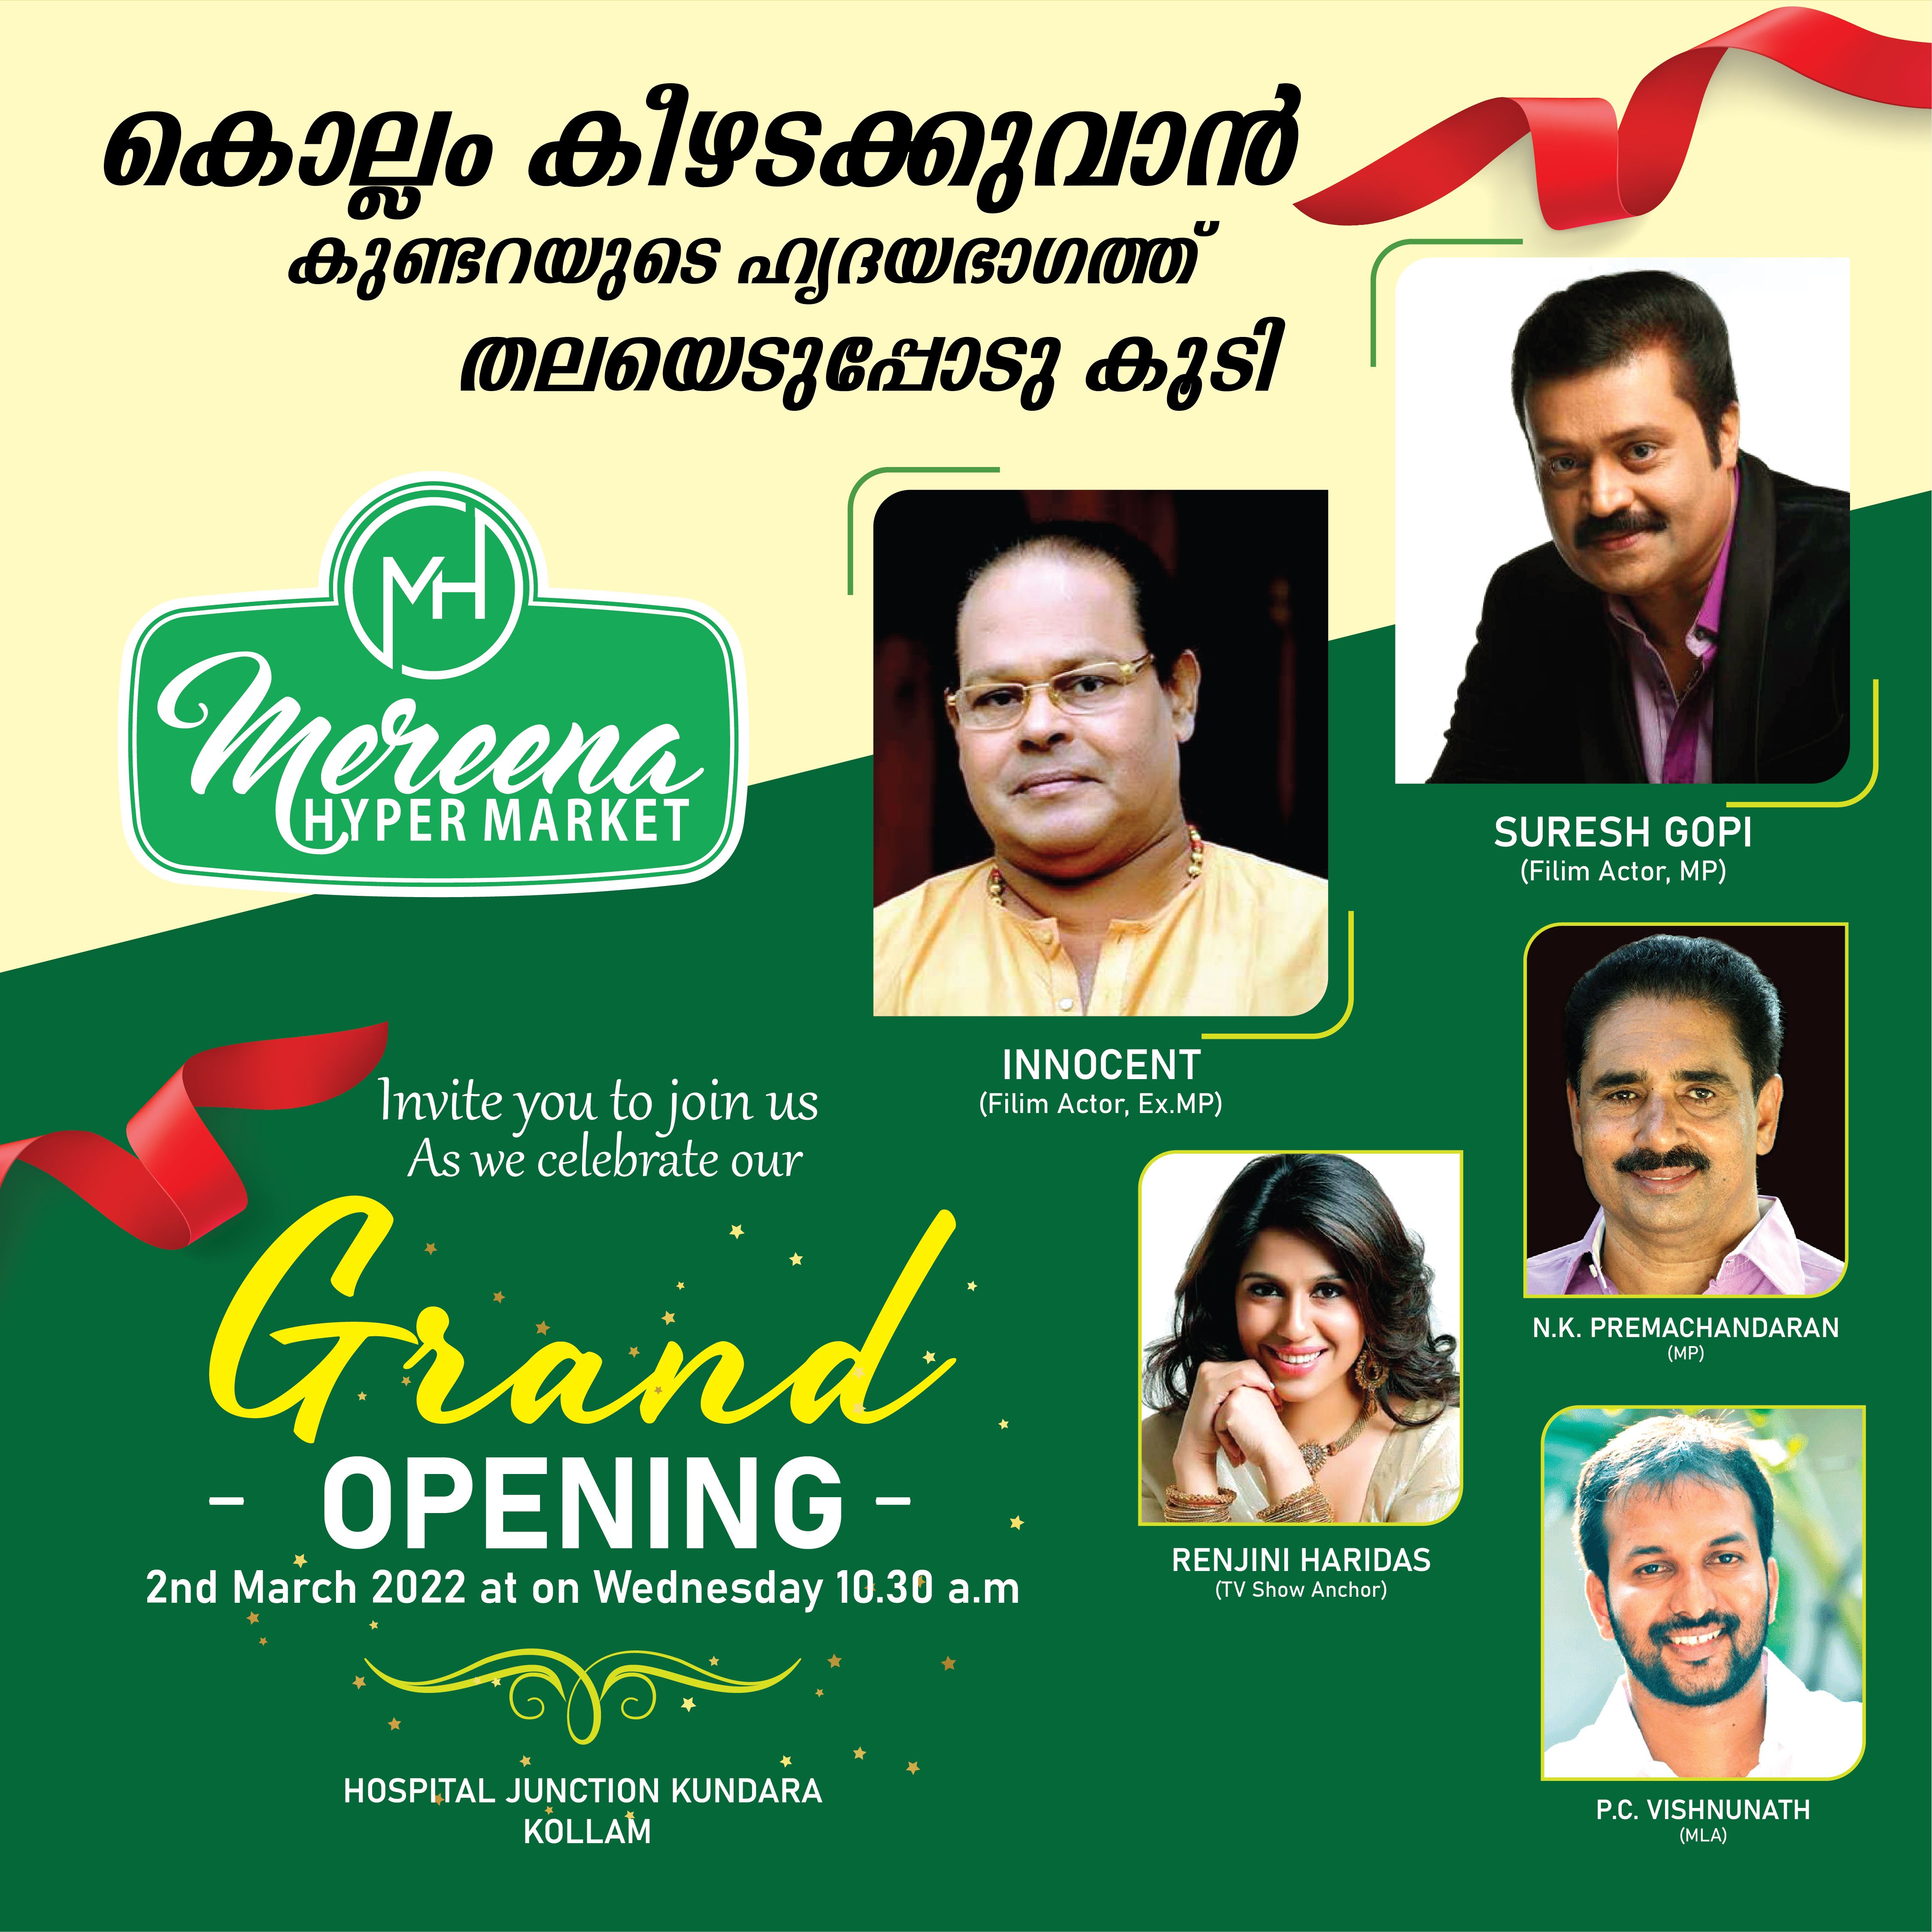 കൊല്ലം കീഴടക്കുവാൻ
കുണ്ടറയുടെ ഹൃദയഭാഗത്ത്
തലയെടുപ്പോടു കൂടി
MH
Mereena
HYPER MARKET
SURESH GOPI
(Filim Actor, MP)
INNOCENT
(Filim Actor, Ex.MP)
Invite you to join us
As we celebrate our
Grand
- OPENING -
2nd March 2022 at on Wednesday 10.30 a.m
HOSPITAL JUNCTION KUNDARA
KOLLAM
N.K. PREMACHANDARAN
(MP)
RENJINI HARIDAS
(TV Show Anchor)
P.C. VISHNUNATH
(MLA)